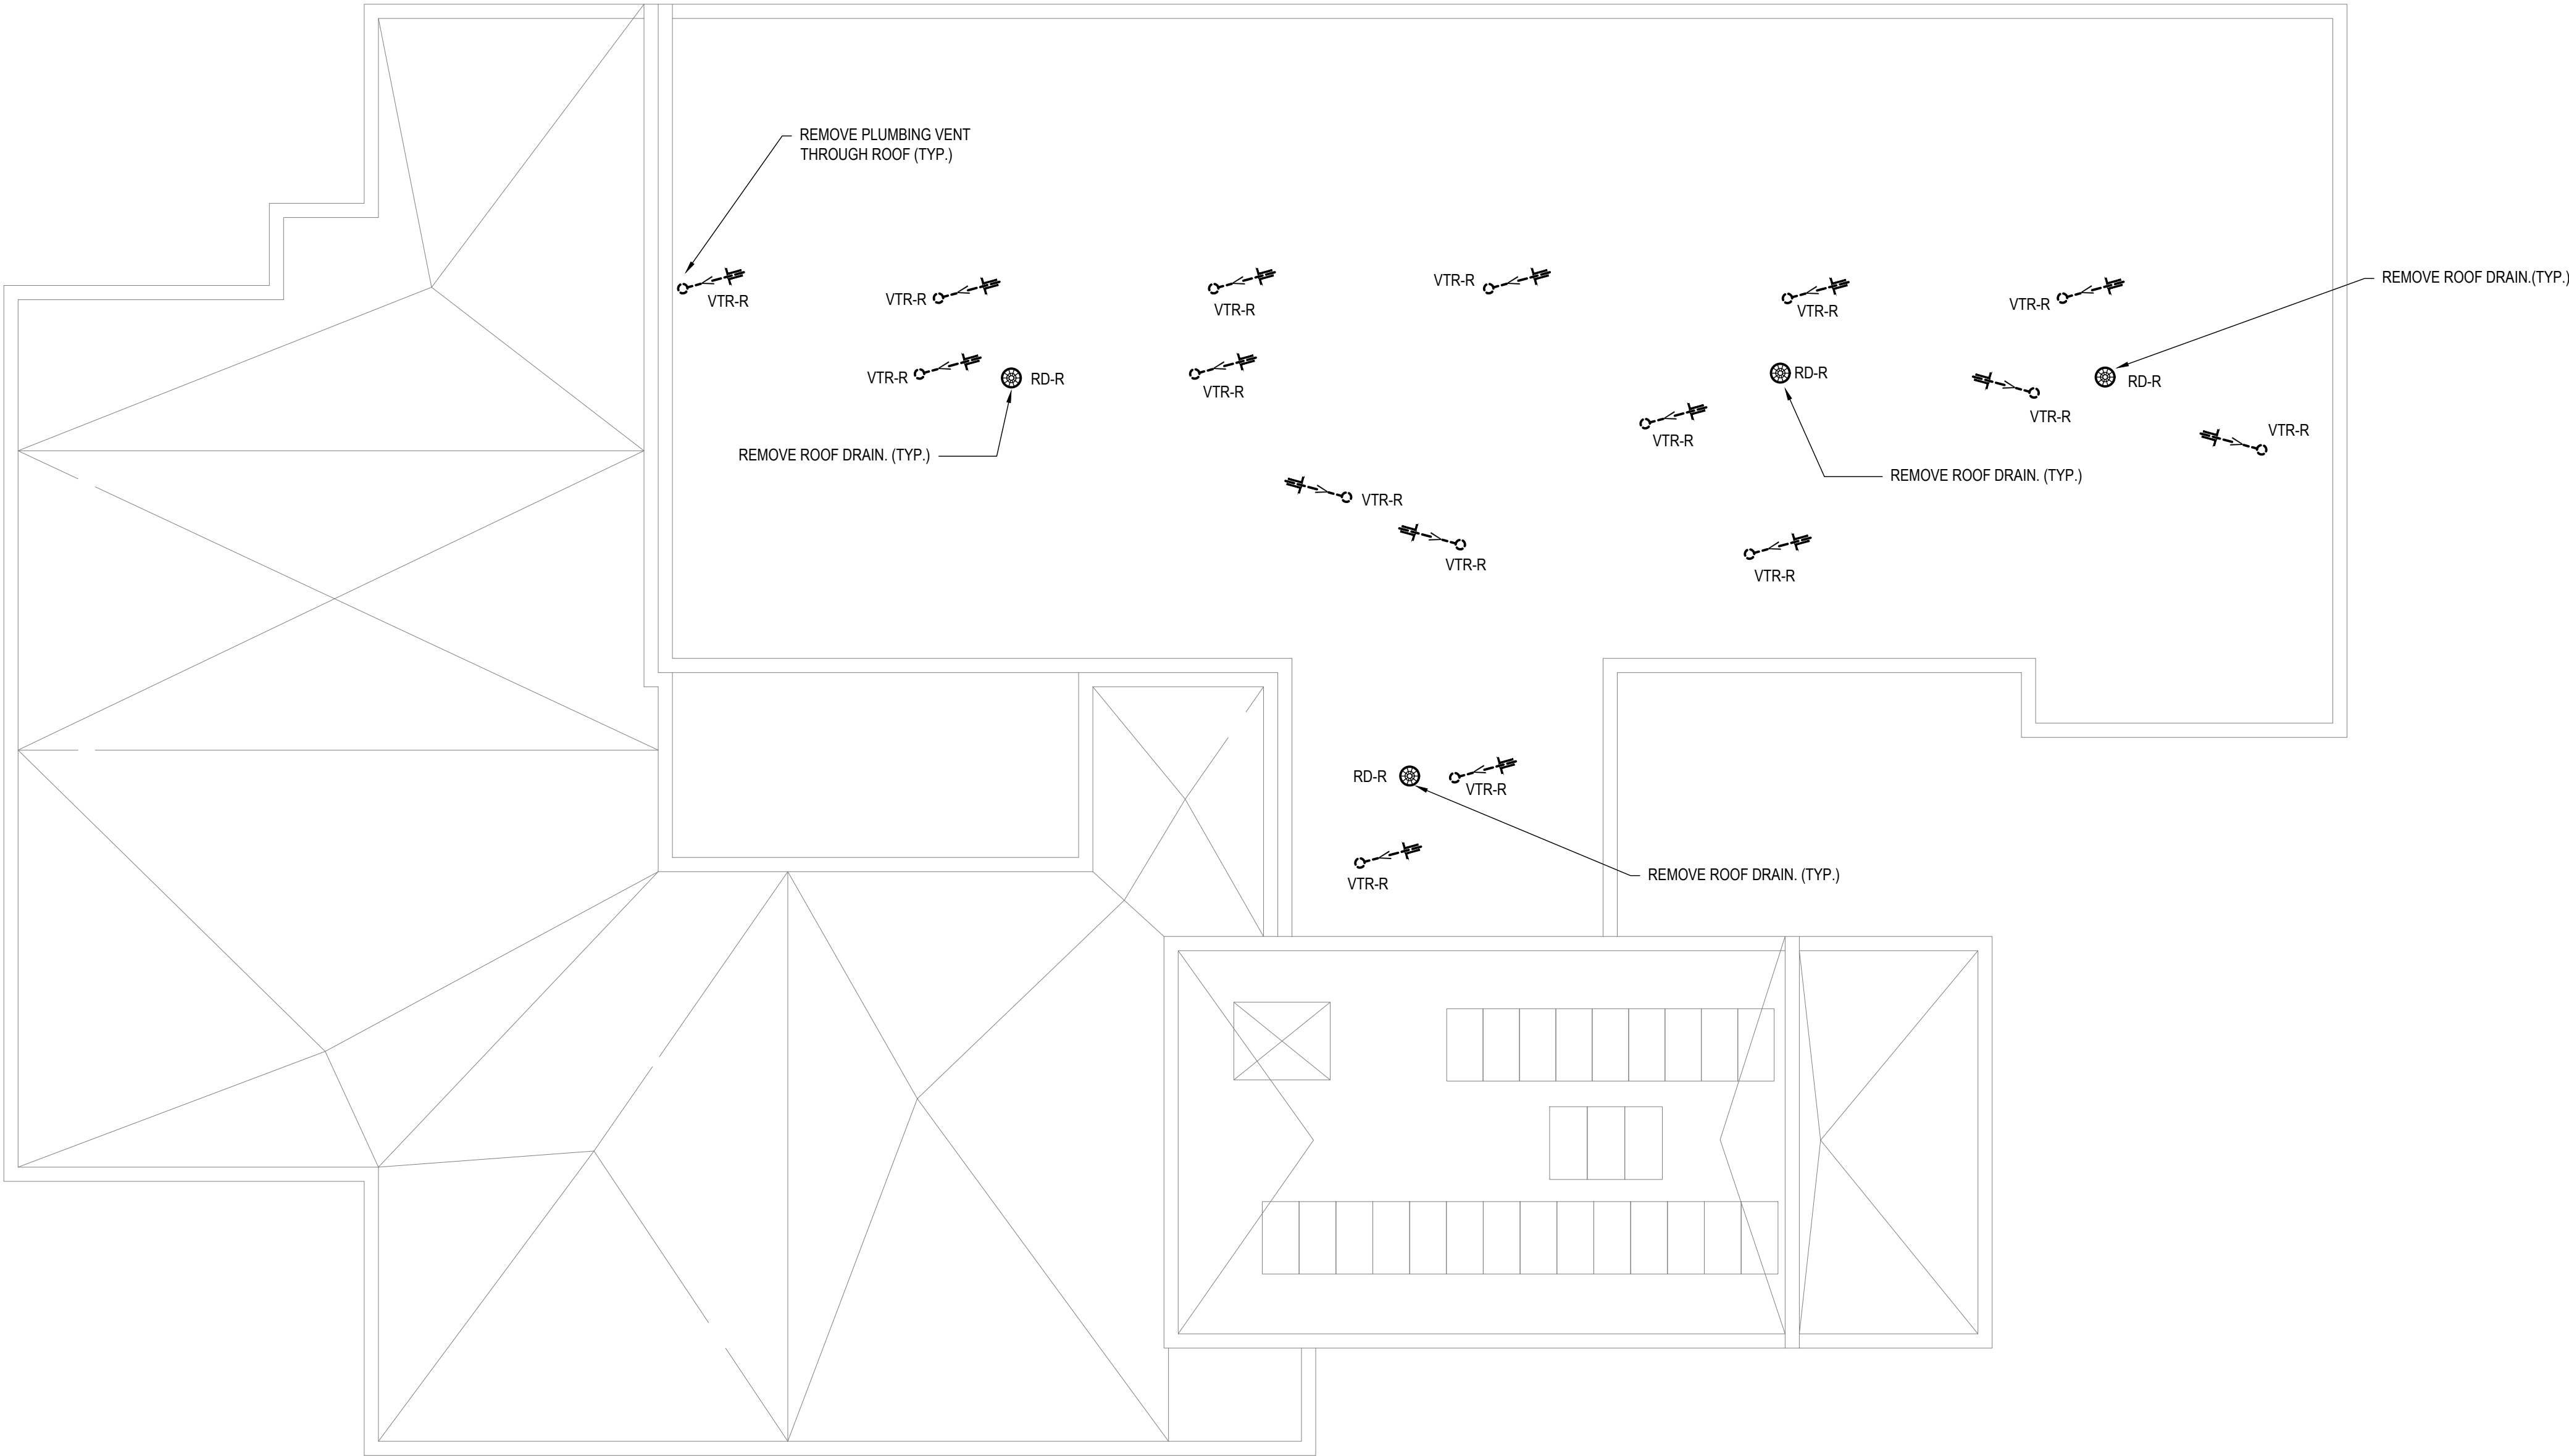 REMOVE PLUMBING VENT
THROUGH ROOF (TYP.)
REMOVE ROOF DRAIN.(TYP.)
VTR-R
VTR-R
VTR-R
VTR-R
VTR-R
VTR-R
VTR-R
RD-R
VTR-R
RD-R
RD-R
VTR-R
VTR-R
VTR-R
VTR-R
REMOVE ROOF DRAIN. (TYP.)
REMOVE ROOF DRAIN. (TYP.)
VTR-R
VTR-R
VTR-R
RD-R
VTR-R
VTR-R
REMOVE ROOF DRAIN. (TYP.)